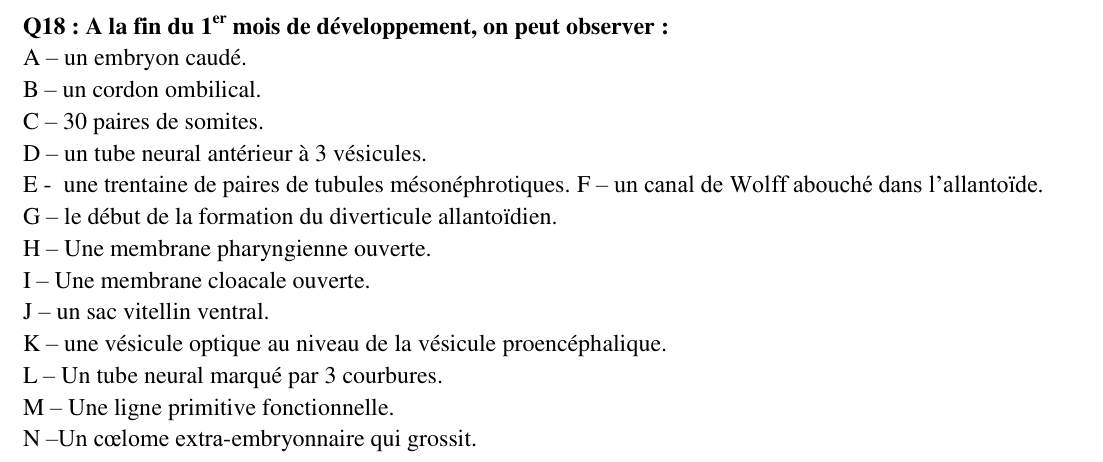 Q18 : A la fin du 1er mois de développement, on peut observer :
A – un embryon caudé.
B – un cordon ombilical.
C – 30 paires de somites.
D – un tube neural antérieur à 3 vésicules.
E - une trentaine de paires de tubules mésonéphrotiques. F – un canal de Wolff abouché dans l’allantoïde.
G – le début de la formation du diverticule allantoïdien.
H – Une membrane pharyngienne ouverte.
I – Une membrane cloacale ouverte.
J – un sac vitellin ventral.
K – une vésicule optique au niveau de la vésicule proencéphalique.
L – Un tube neural marqué par 3 courbures.
M – Une ligne primitive fonctionnelle.
N –Un cœlome extra-embryonnaire qui grossit.